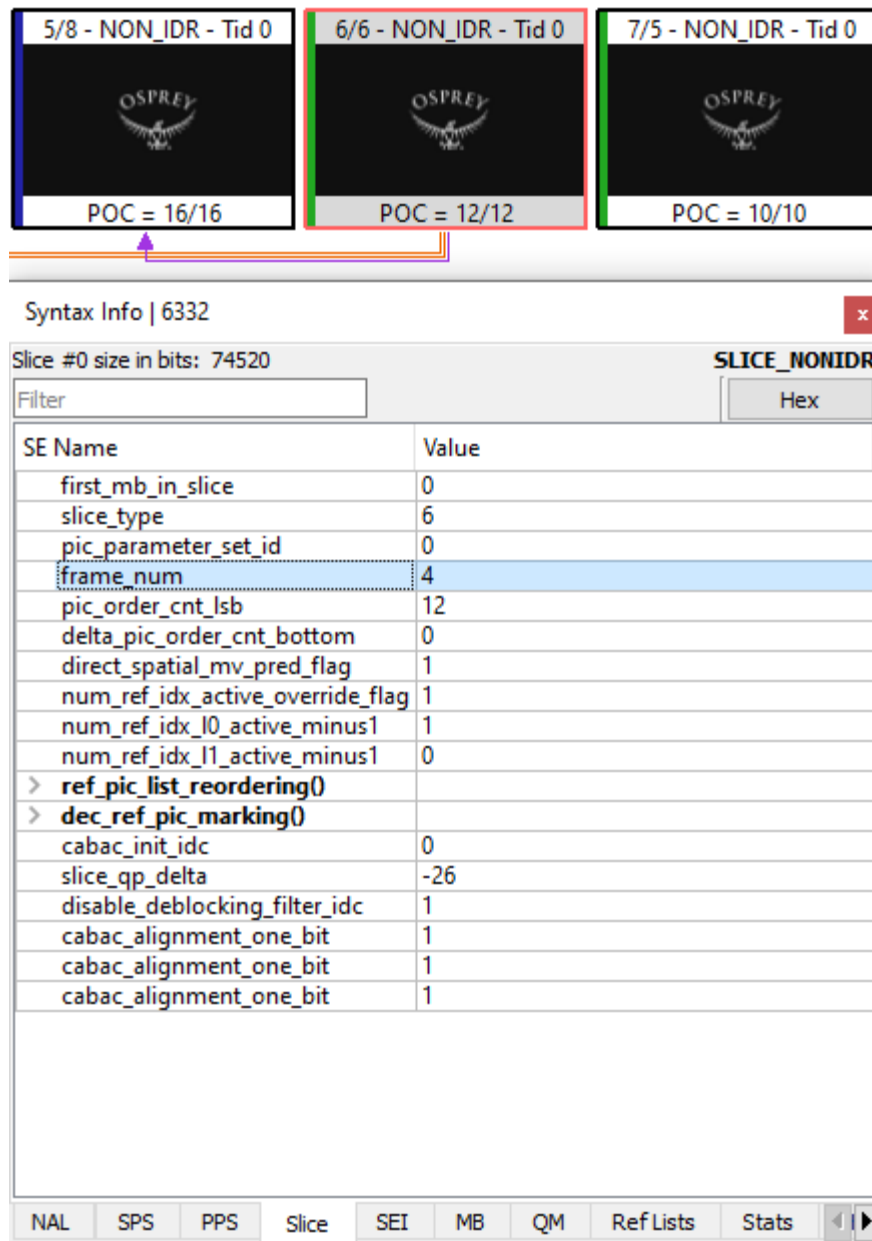 5/8 - NON_IDR - Tid 0
6/6 - NON_IDR - Tid 0
7/5 - NON_IDR - Tid 0
OSPREY
OSPREY
OSPREY
POC = 16/16
POC = 12/12
POC = 10/10
Syntax Info | 6332
x
Slice #0 size in bits: 74520
SLICE_NONIDR
Filter
Hex
SE Name Value
first_mb_in_slice 0
slice_type 6
pic_parameter_set_id 0
frame_num 4
pic_order_cnt_lsb 12
delta_pic_order_cnt_bottom 0
direct_spatial_mv_pred_flag 1
num_ref_idx_active_override_flag 1
num_ref_idx_l0_active_minus1 1
num_ref_idx_l1_active_minus1 0
ref_pic_list_reordering()
dec_ref_pic_marking()
cabac_init_idc 0
slice_qp_delta -26
disable_deblocking_filter_idc 1
cabac_alignment_one_bit 1
cabac_alignment_one_bit 1
cabac_alignment_one_bit 1
NAL SPS PPS Slice SEI MB QM Ref Lists Stats